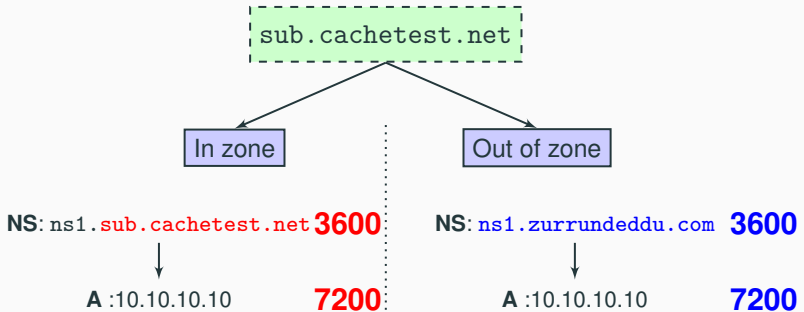 sub.cachetest.net
In zone
Out of zone
NS: ns1.sub.cachetest.net 3600
NS: ns1.zurrundeddu.com 3600
A :10.10.10.10 7200
A :10.10.10.10 7200